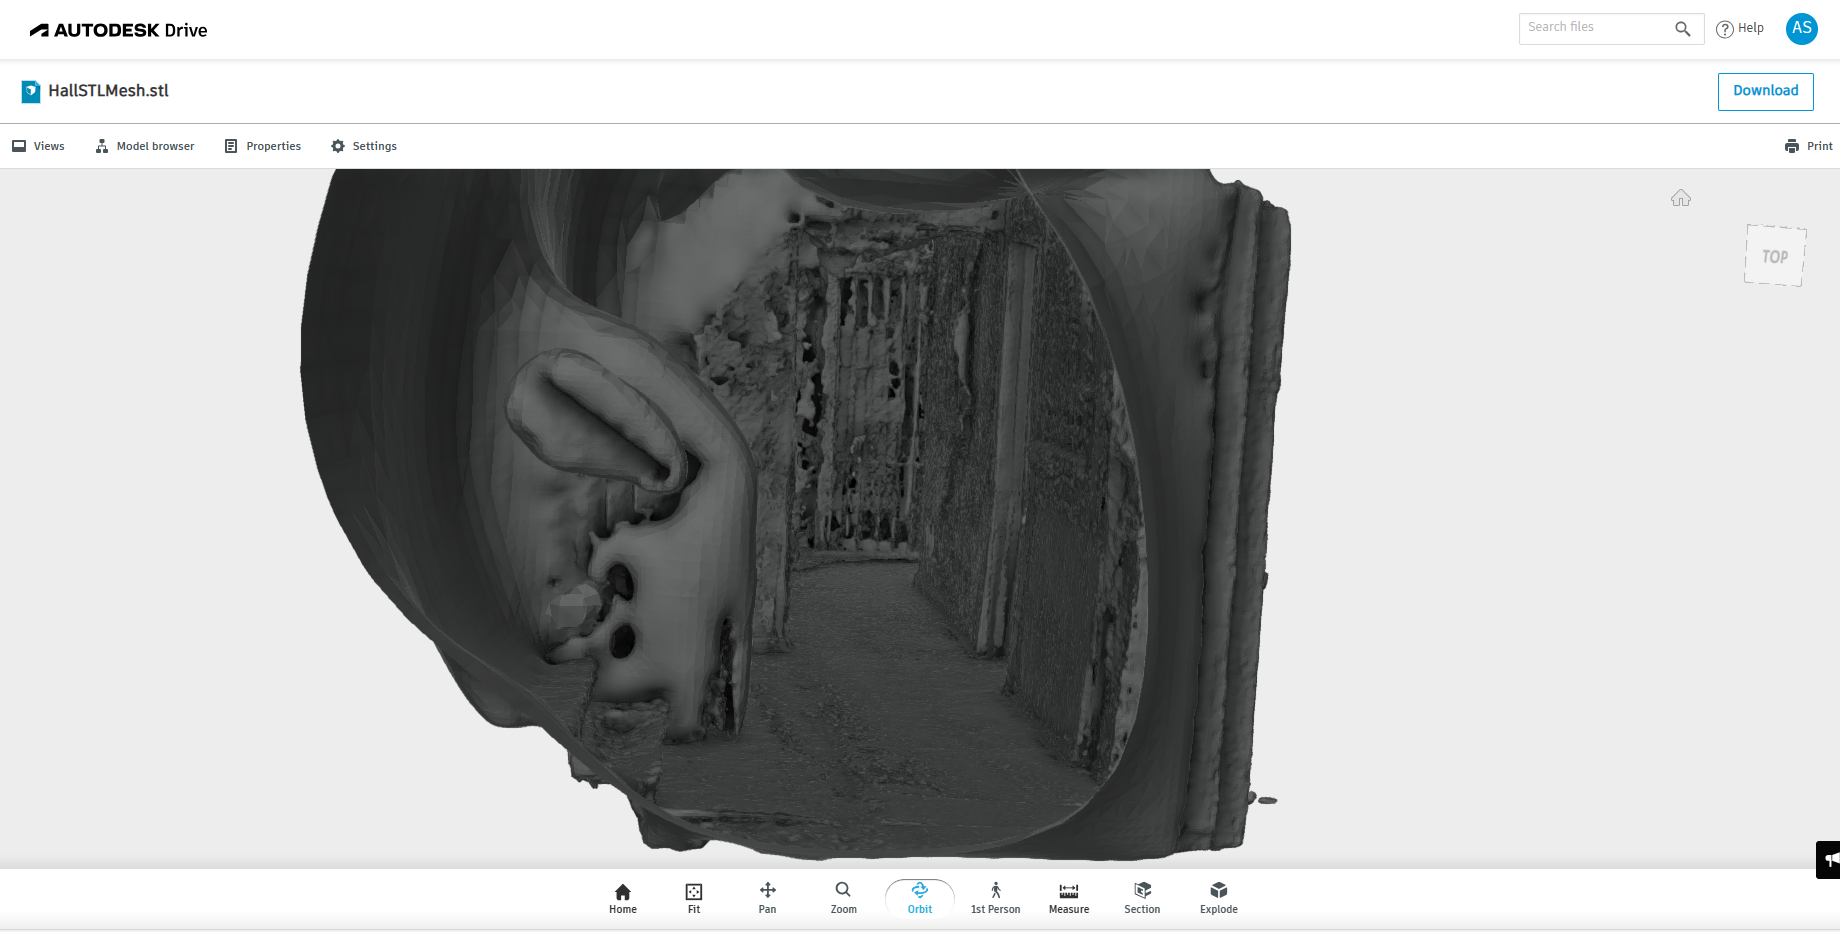 AUTODESK Drive
Search files
Help
AS
HallSTLMesh.stl
Download
Views
Model browser
Properties
Settings
Print
TOP
Home
Fit
Pan
Zoom
Orbit
1st Person
Measure
Section
Explode